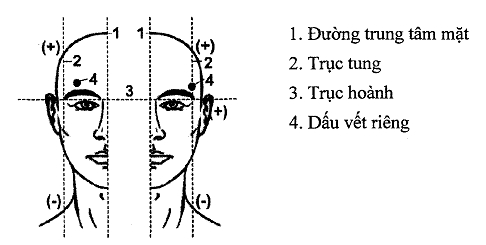 (+) 1 1 (+)
2 2
4 4
3
(+)
(-) (-)
1. Đường trung tâm mặt
2. Trục tung
3. Trục hoành
4. Dấu vết riêng